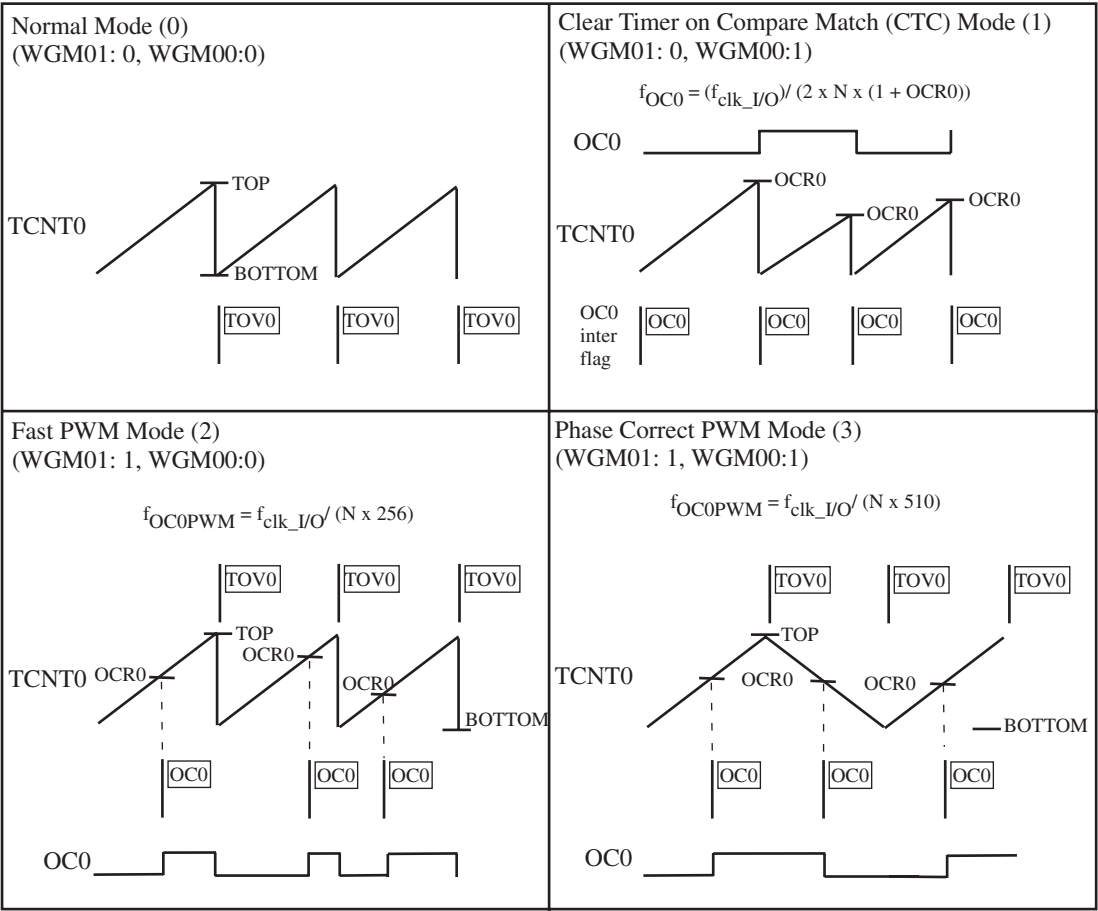 Normal Mode (0)
(WGM01: 0, WGM00:0)
TCNT0
TOP
BOTTOM
TOV0
TOV0
TOV0
Clear Timer on Compare Match (CTC) Mode (1)
(WGM01: 0, WGM00:1)
fOC0 = (fclk_I/O)/ (2 x N x (1 + OCR0))
OC0
TCNT0
OCR0
OCR0
OCR0
OC0
inter
flag
OC0
OC0
OC0
OC0
Fast PWM Mode (2)
(WGM01: 1, WGM00:0)
fOC0PWM = fclk_I/O/ (N x 256)
TOV0
TOV0
TOV0
TCNT0
OCR0
TOP
OCR0
OCR0
BOTTOM
OC0
OC0
OC0
OC0
Phase Correct PWM Mode (3)
(WGM01: 1, WGM00:1)
fOC0PWM = fclk_I/O/ (N x 510)
TOV0
TOV0
TOV0
TCNT0
TOP
OCR0
OCR0
OCR0
BOTTOM
OC0
OC0
OC0
OC0